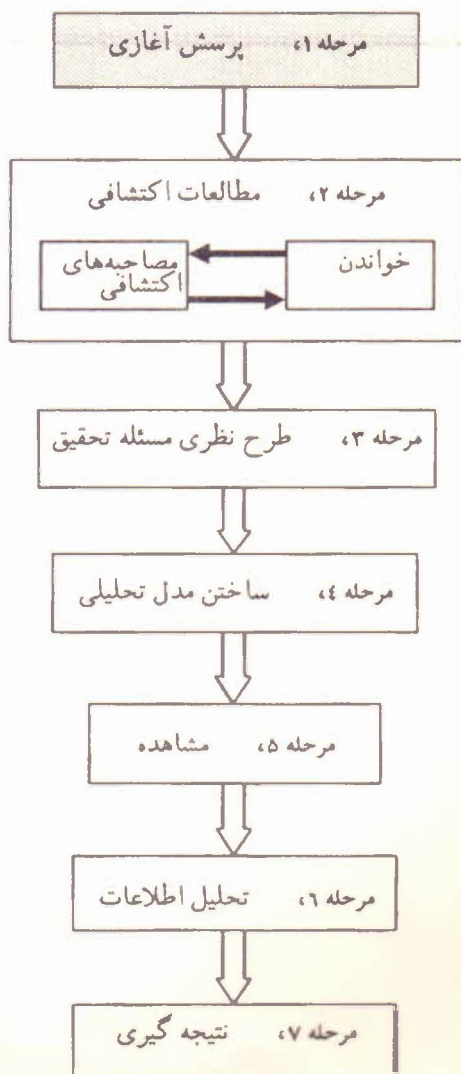 مرحله ۱، پرسش آغازی
مرحله ۲، مطالعات اکتشافی
خواندن
مصاحبه‌های
اکتشافی
مرحله ۳، طرح نظری مسئله تحقیق
مرحله ٤، ساختن مدل تحلیلی
مرحله ۵، مشاهده
مرحله ٦، تحلیل اطلاعات
مرحله ۷، نتیجه گیری